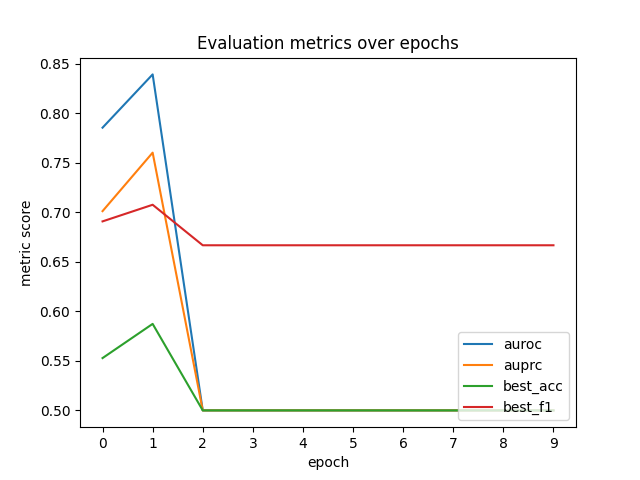 Evaluation metrics over epochs
metric score
0.85
0.80
0.75
0.70
0.65
0.60
0.55
0.50
auroc
auprc
best_acc
best_f1
0 1 2 3 4 5 6 7 8 9
epoch